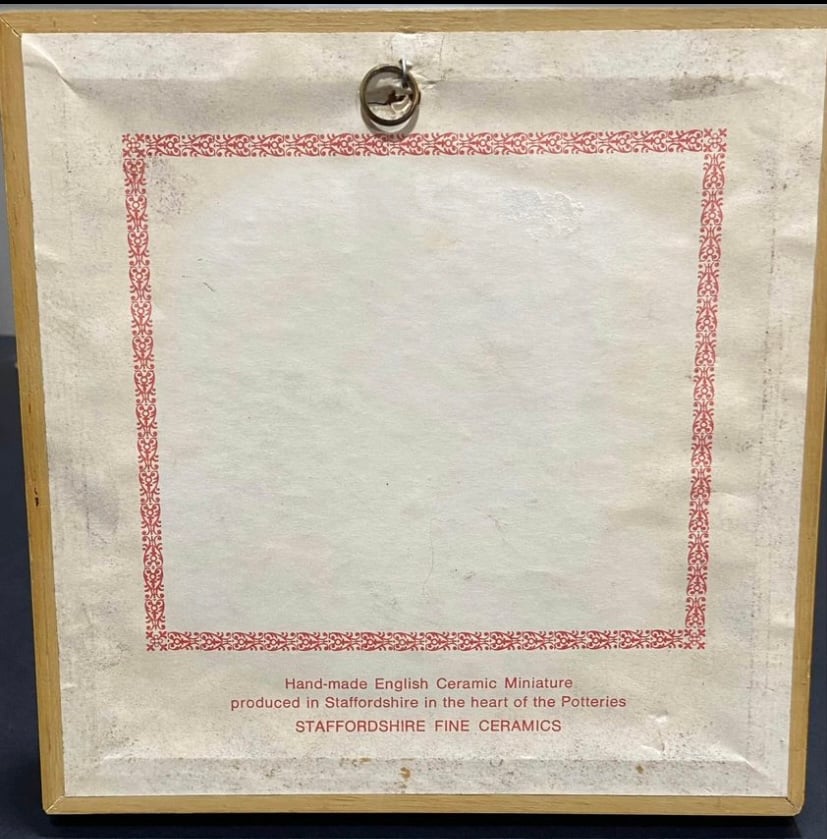 Hand-made English Ceramic Miniature
produced in Staffordshire in the heart of the Potteries
STAFFORDSHIRE FINE CERAMICS